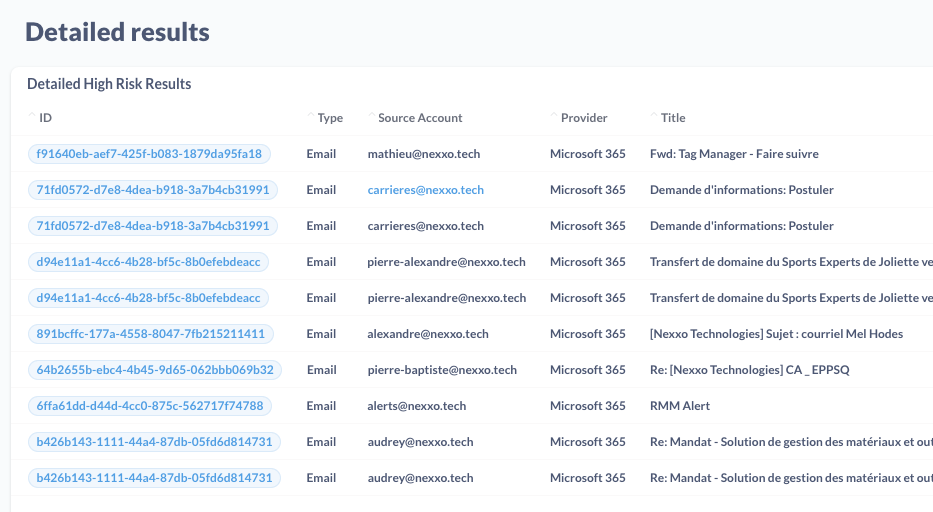 Detailed results
Detailed High Risk Results
ID Type Source Account Provider Title
f91640eb-aef7-425f-b083-1879da95fa18 Email mathieu@nexxo.tech Microsoft 365 Fwd: Tag Manager - Faire suivre
71fd0572-d7e8-4dea-b918-3a7b4cb31991 Email carrieres@nexxo.tech Microsoft 365 Demande d'informations: Postuler
71fd0572-d7e8-4dea-b918-3a7b4cb31991 Email carrieres@nexxo.tech Microsoft 365 Demande d'informations: Postuler
d94e11a1-4cc6-4b28-bf5c-8b0efebdeacc Email pierre-alexandre@nexxo.tech Microsoft 365 Transfert de domaine du Sports Experts de Joliette ve
d94e11a1-4cc6-4b28-bf5c-8b0efebdeacc Email pierre-alexandre@nexxo.tech Microsoft 365 Transfert de domaine du Sports Experts de Joliette ve
891bcffc-177a-4558-8047-7fb215211411 Email alexandre@nexxo.tech Microsoft 365 [Nexxo Technologies] Sujet : courriel Mel Hodes
64b2655b-ebc4-4b45-9d65-062bbb069b32 Email pierre-baptiste@nexxo.tech Microsoft 365 Re: [Nexxo Technologies] CA _ EPPSQ
6ffa61dd-d44d-4cc0-875c-562717f74788 Email alerts@nexxo.tech Microsoft 365 RMM Alert
b426b143-1111-44a4-87db-05fd6d814731 Email audrey@nexxo.tech Microsoft 365 Re: Mandat - Solution de gestion des matériaux et out
b426b143-1111-44a4-87db-05fd6d814731 Email audrey@nexxo.tech Microsoft 365 Re: Mandat - Solution de gestion des matériaux et out